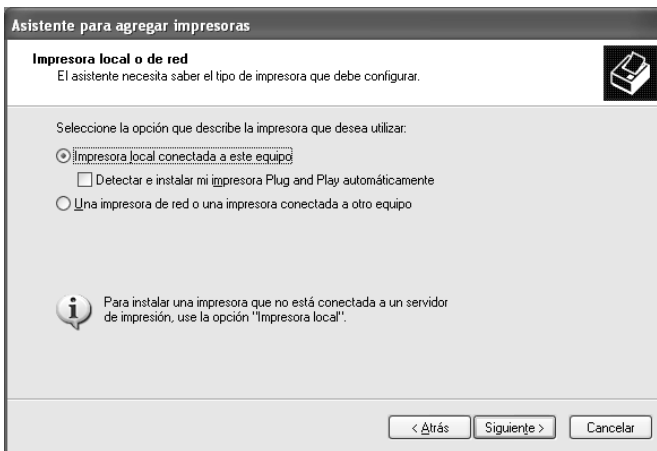 Asistente para agregar impresoras
Impresora local o de red
El asistente necesita saber el tipo de impresora que debe configurar.
Seleccione la opción que describe la impresora que desea utilizar:
Impresora local conectada a este equipo
Detectar e instalar mi impresora Plug and Play automáticamente
Una impresora de red o una impresora conectada a otro equipo
Para instalar una impresora que no está conectada a un servidor
de impresión, use la opción "Impresora local".
< Atrás
Siguiente >
Cancelar